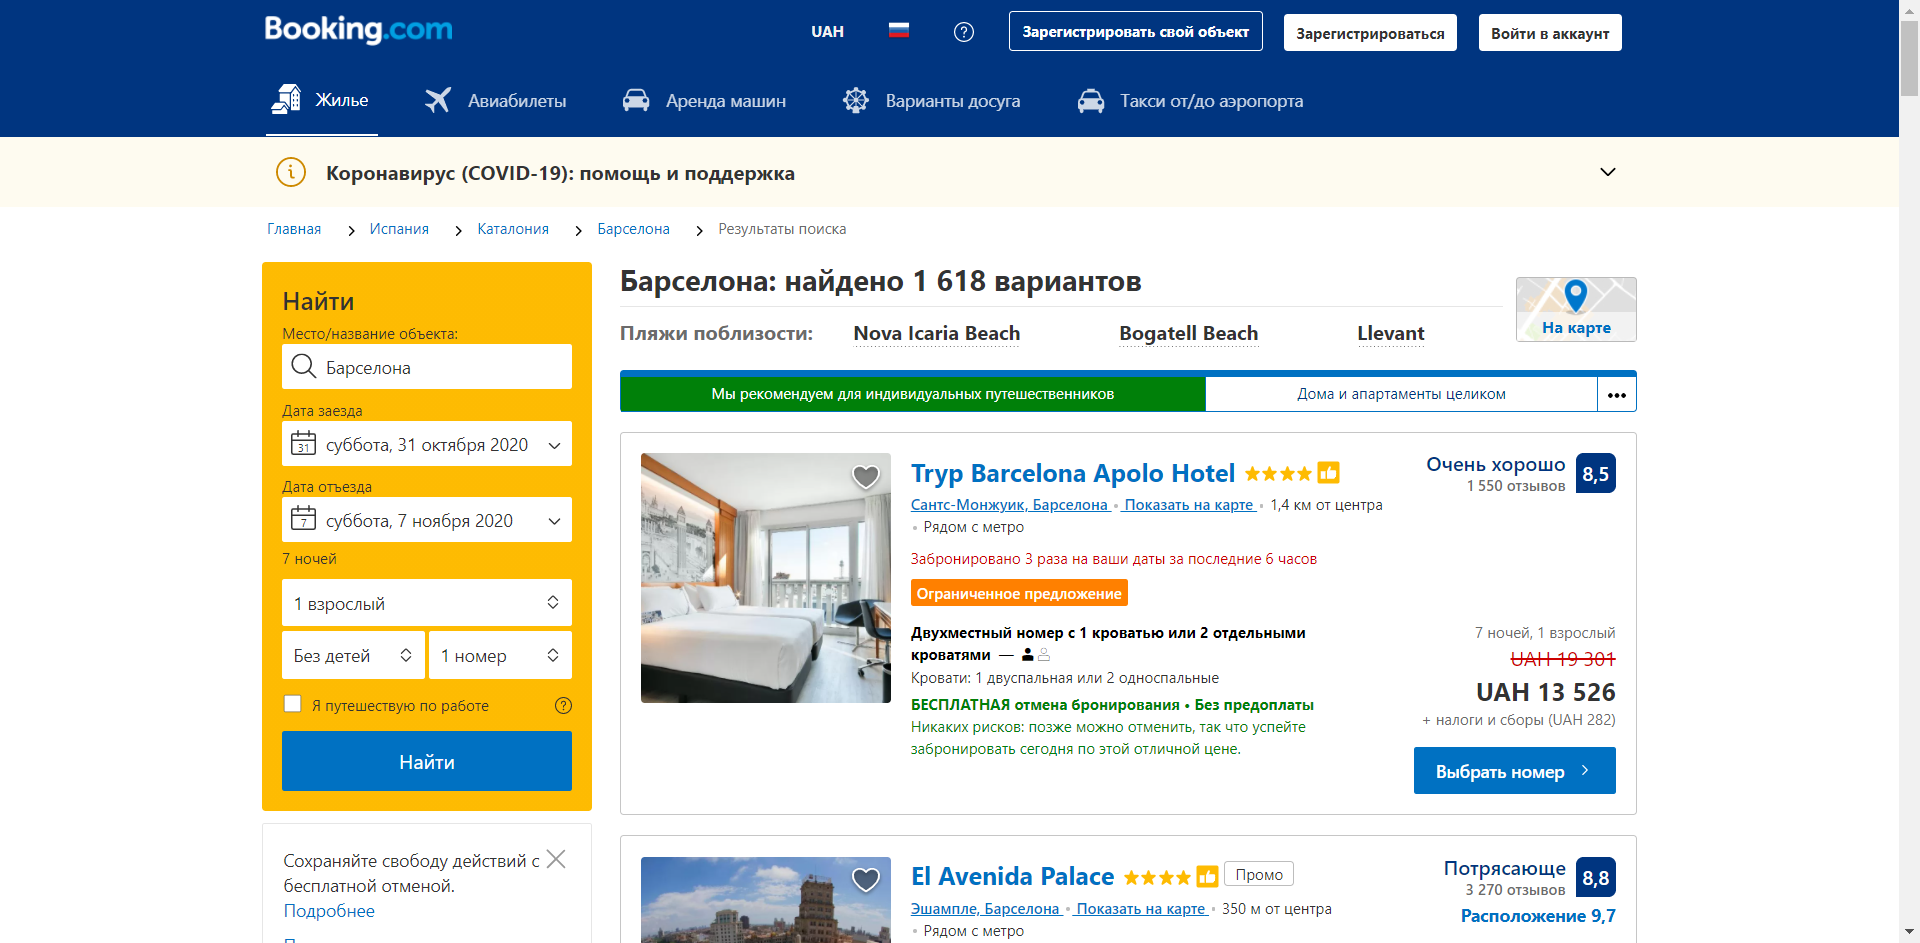 Booking.com
UAH
?
Зарегистрировать свой объект
Зарегистрироваться
Войти в аккаунт
Жилье
Авиабилеты
Аренда машин
Варианты досуга
Такси от/до аэропорта
Коронавирус (COVID-19): помощь и поддержка
Главная
Испания
Каталония
Барселона
Результаты поиска
Найти
Место/название объекта:
Барселона
Дата заезда
31
суббота, 31 октября 2020
Дата отъезда
7
суббота, 7 ноября 2020
7 ночей
1 взрослый
Без детей
1 номер
Я путешествую по работе
?
Найти
Сохраняйте свободу действий с
бесплатной отменой.
Подробнее
Барселона: найдено 1 618 вариантов
Пляжи поблизости:
Nova Icaria Beach
Bogatell Beach
Llevant
На карте
Мы рекомендуем для индивидуальных путешественников
Дома и апартаменты целиком
•••
Tryp Barcelona Apolo Hotel
Сантс-Монжуик, Барселона • Показать на карте • 1,4 км от центра
• Рядом с метро
Забронировано 3 раза на ваши даты за последние 6 часов
Ограниченное предложение
Двухместный номер с 1 кроватью или 2 отдельными
кроватями —
Кровати: 1 двуспальная или 2 односпальные
БЕСПЛАТНАЯ отмена бронирования • Без предоплаты
Никаких рисков: позже можно отменить, так что успейте
забронировать сегодня по этой отличной цене.
Очень хорошо
1 550 отзывов
8,5
7 ночей, 1 взрослый
UAH 19 301
UAH 13 526
+ налоги и сборы (UAH 282)
Выбрать номер
El Avenida Palace
Промо
Эшампле, Барселона • Показать на карте • 350 м от центра
• Рядом с метро
Потрясающе
3 270 отзывов
8,8
Расположение 9,7